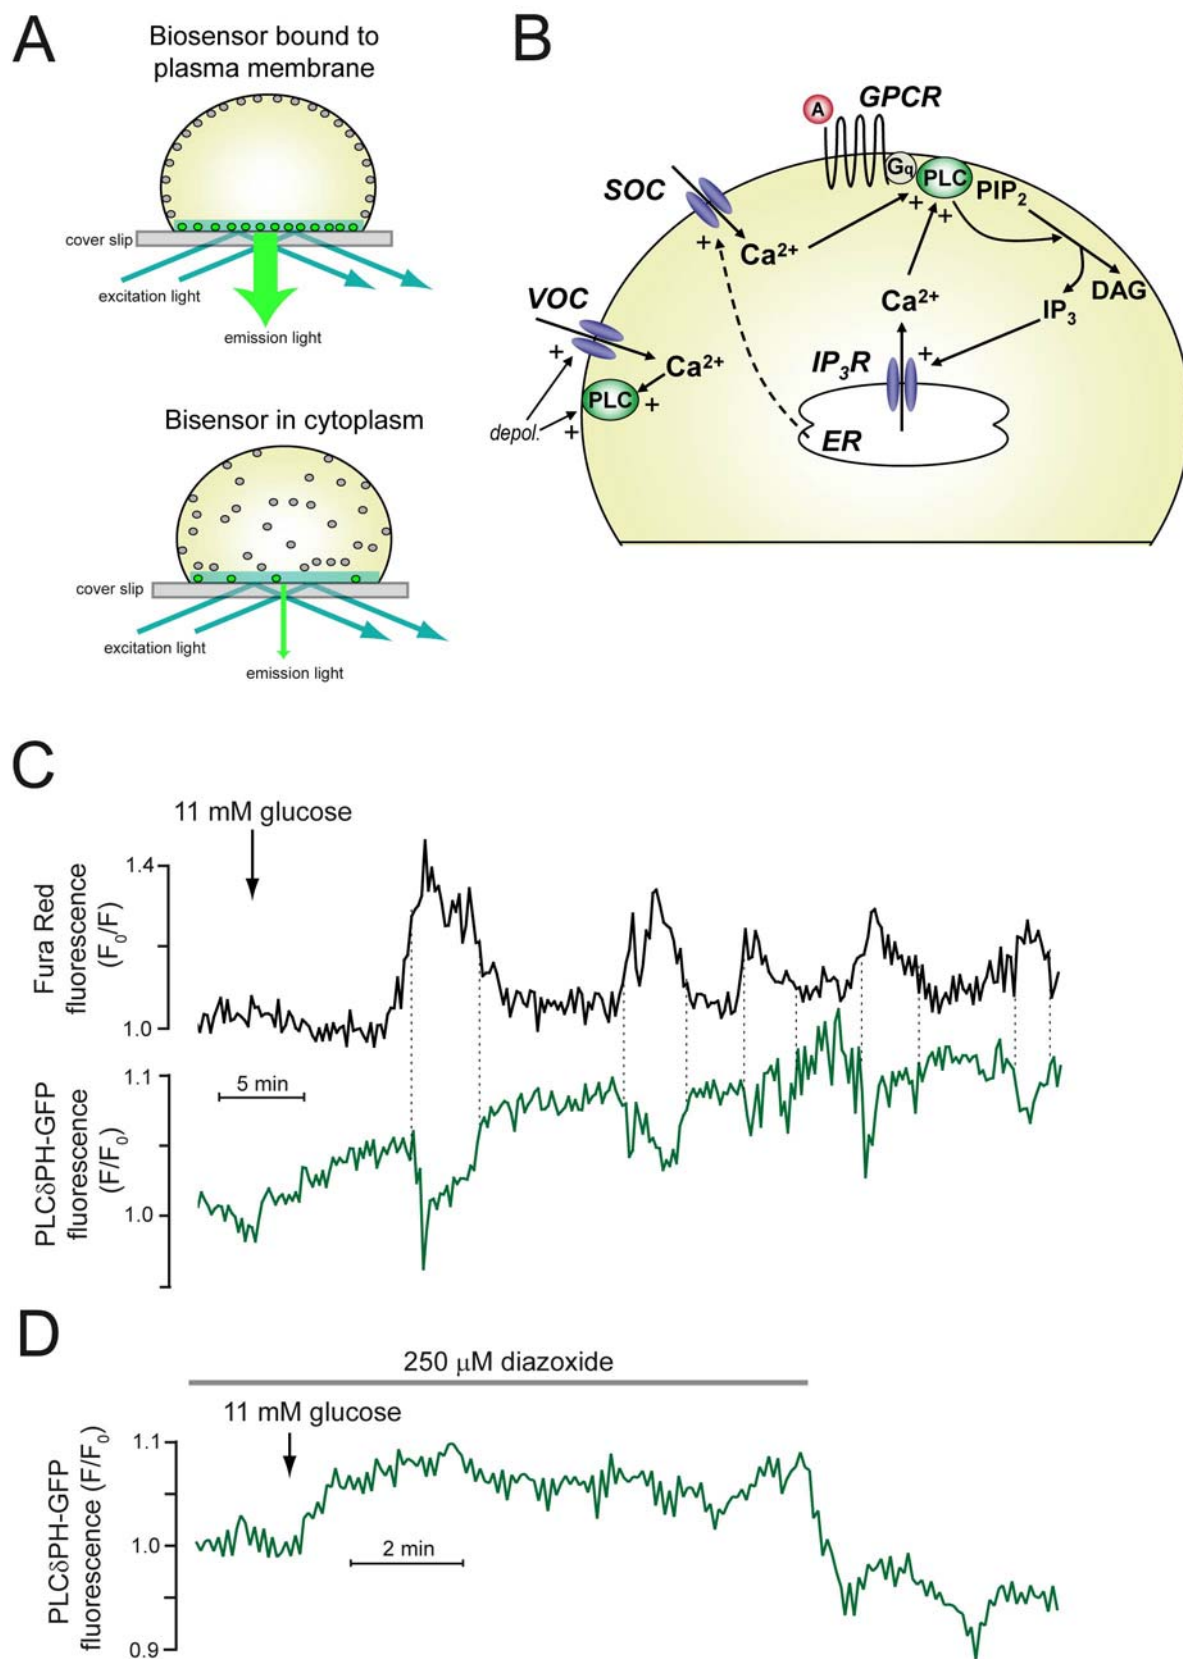 A
Biosensor bound to
plasma membrane
cover slip
excitation light
emission light
Bisensor in cytoplasm
cover slip
excitation light
emission light
B
A
GPCR
Gq
PLC
PIP₂
SOC
+
+
+
Ca²⁺
DAG
Ca²⁺
IP₃
VOC
+
Ca²⁺
IP₃R
+
PLC
+
depol.
+
ER
C
11 mM glucose
Fura Red
fluorescence
(F₀/F)
1.4
1.0
5 min
PLCδPH-GFP
fluorescence
(F/F₀)
1.1
1.0
D
250 μM diazoxide
11 mM glucose
PLCδPH-GFP
fluorescence (F/F₀)
1.1
1.0
0.9
2 min